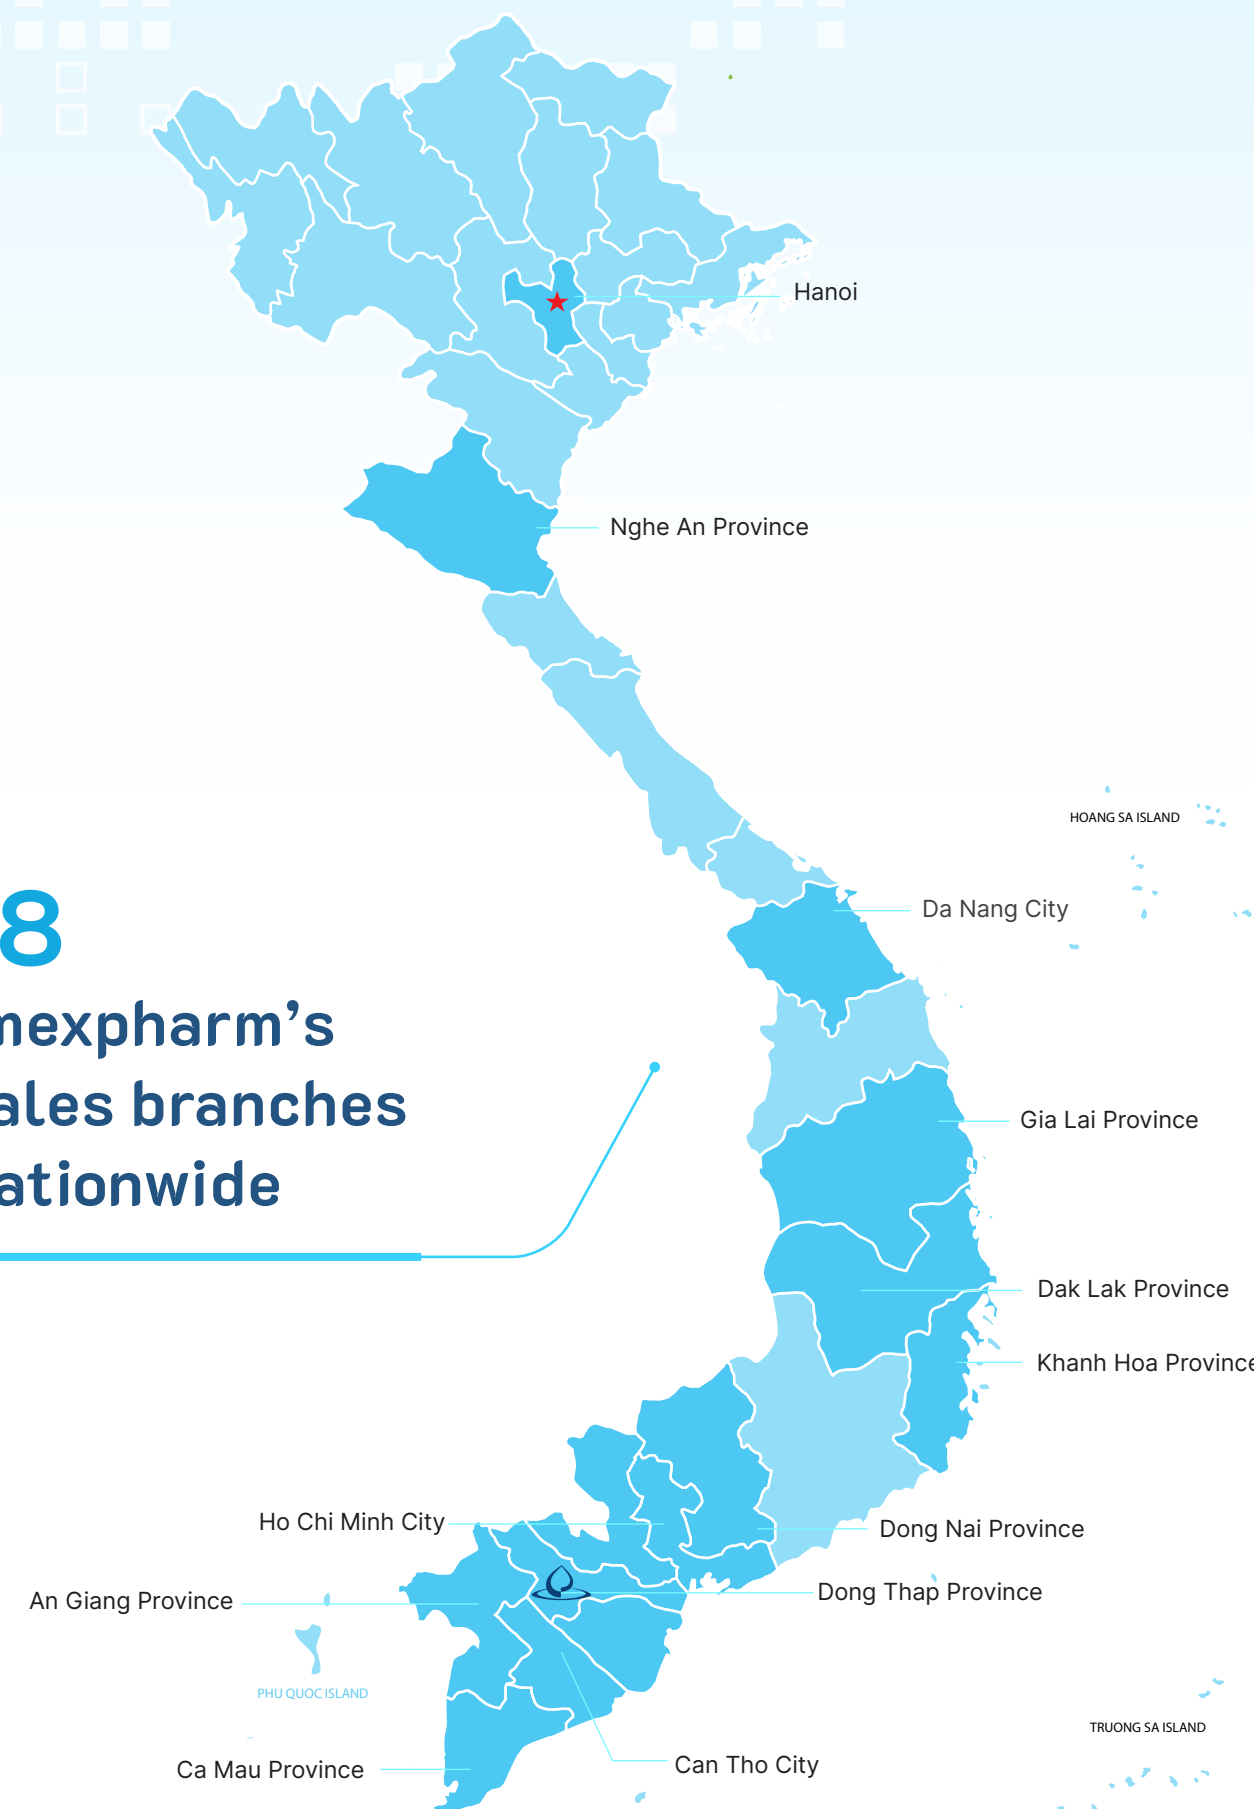 Hanoi
Nghe An Province
HOANG SA ISLAND
Da Nang City
8
mexpharm's
ales branches
ationwide
Gia Lai Province
Dak Lak Province
Khanh Hoa Province
Ho Chi Minh City
Dong Nai Province
An Giang Province
Dong Thap Province
PHU QUOC ISLAND
TRUONG SA ISLAND
Ca Mau Province
Can Tho City